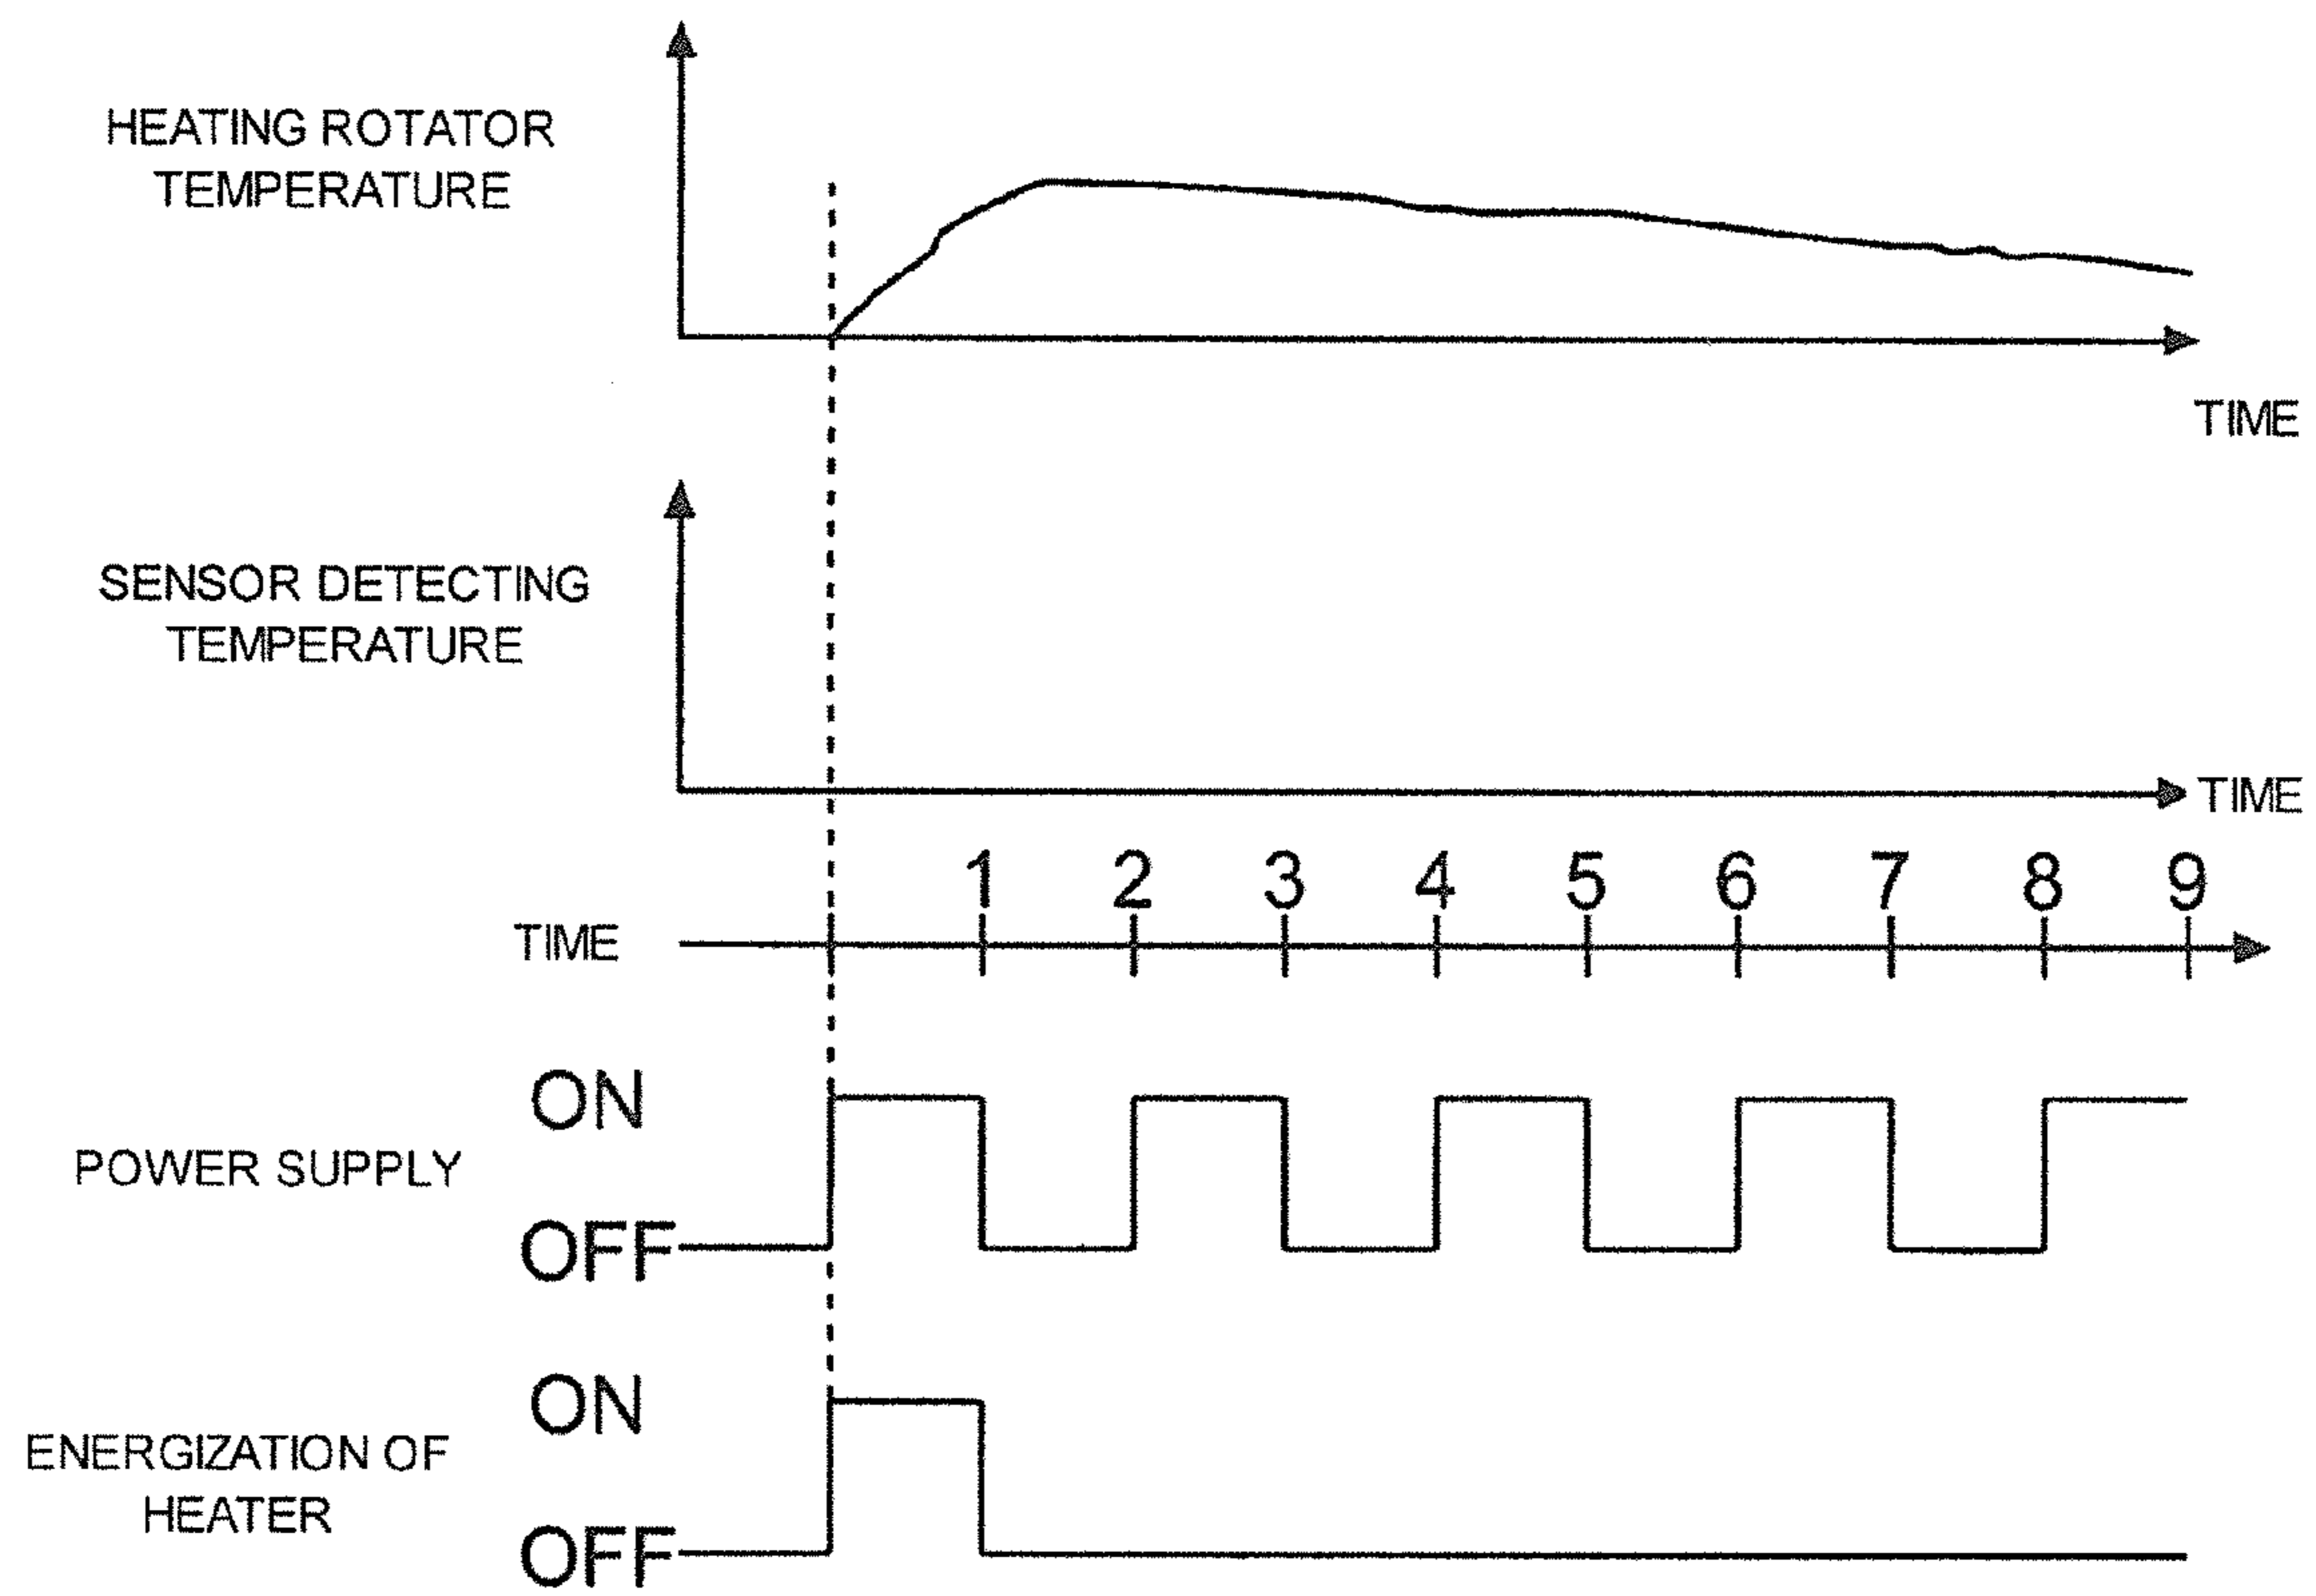 HEATING ROTATOR
TEMPERATURE
TIME
SENSOR DETECTING
TEMPERATURE
TIME
1 2 3 4 5 6 7 8 9
TIME
ON
POWER SUPPLY
OFF
ON
ENERGIZATION OF
HEATER
OFF